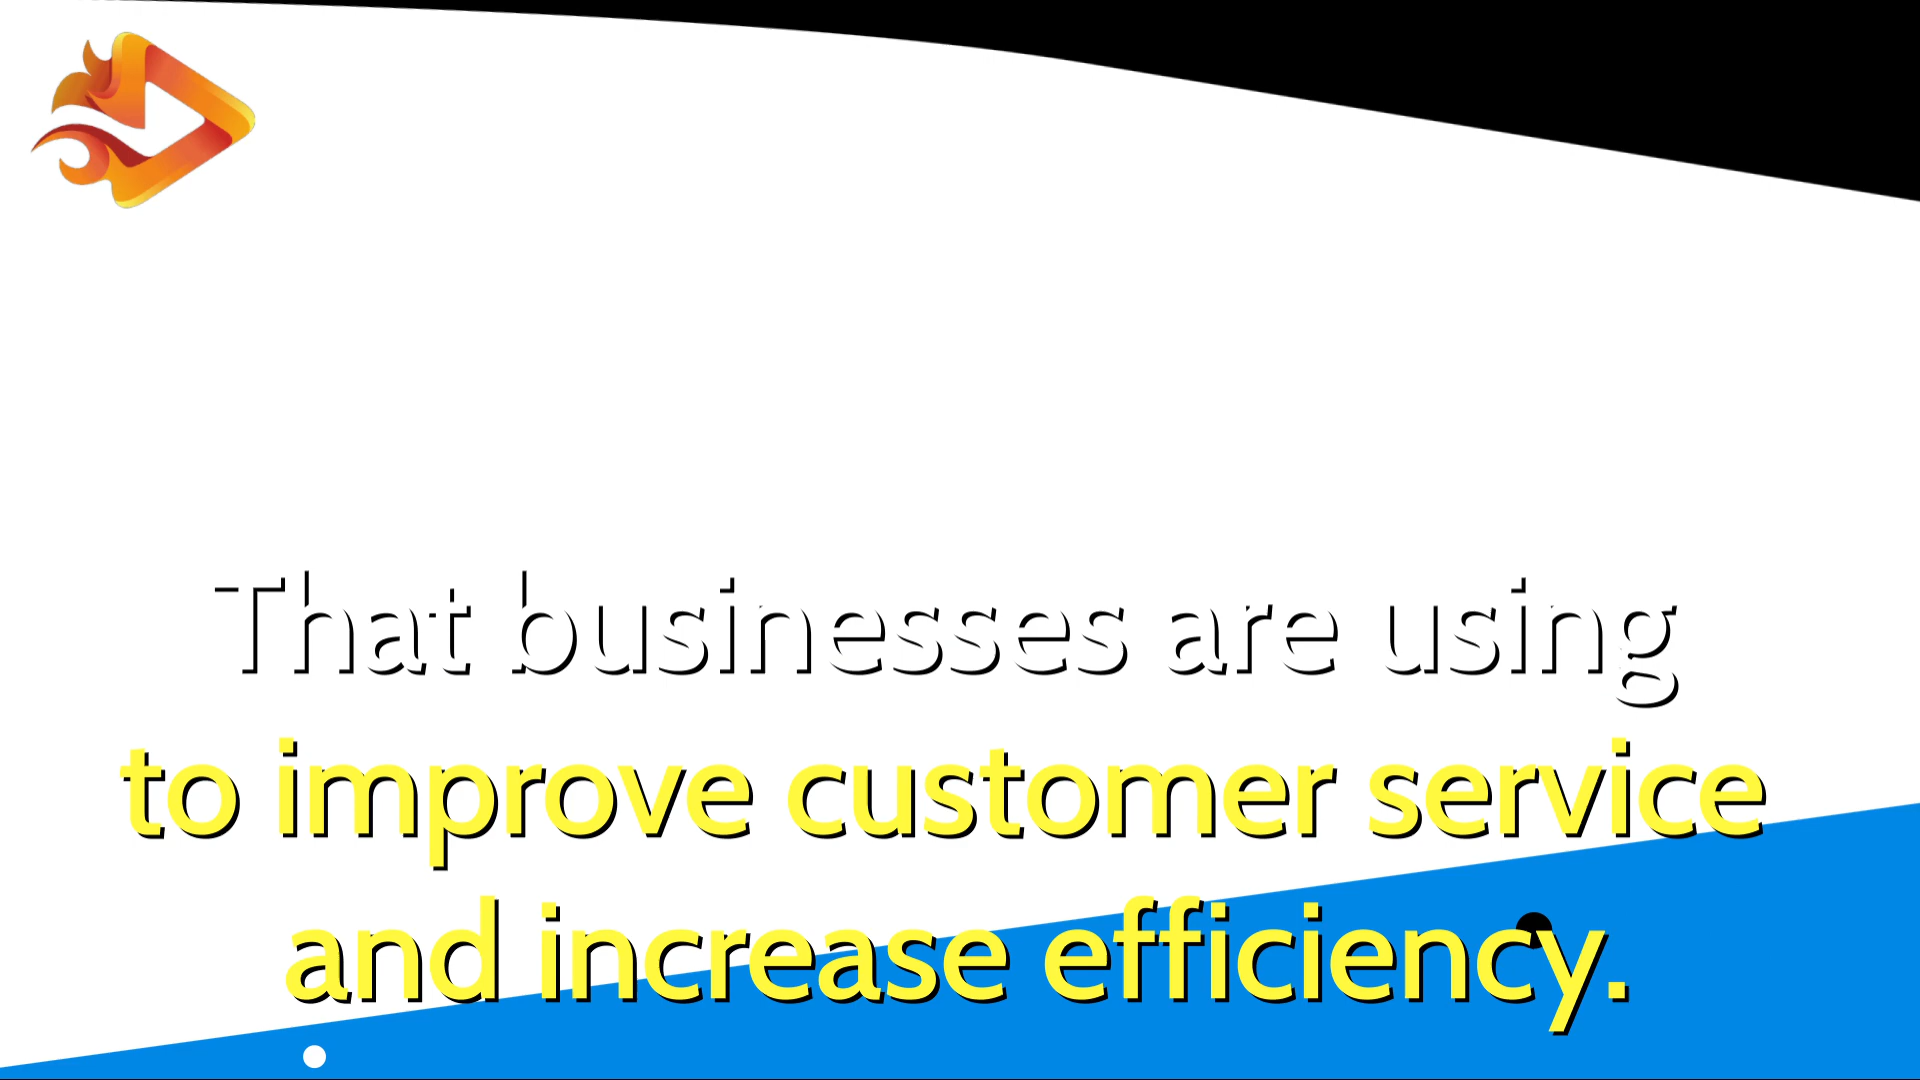 That businesses are using
to improve customer service
and increase efficiency.